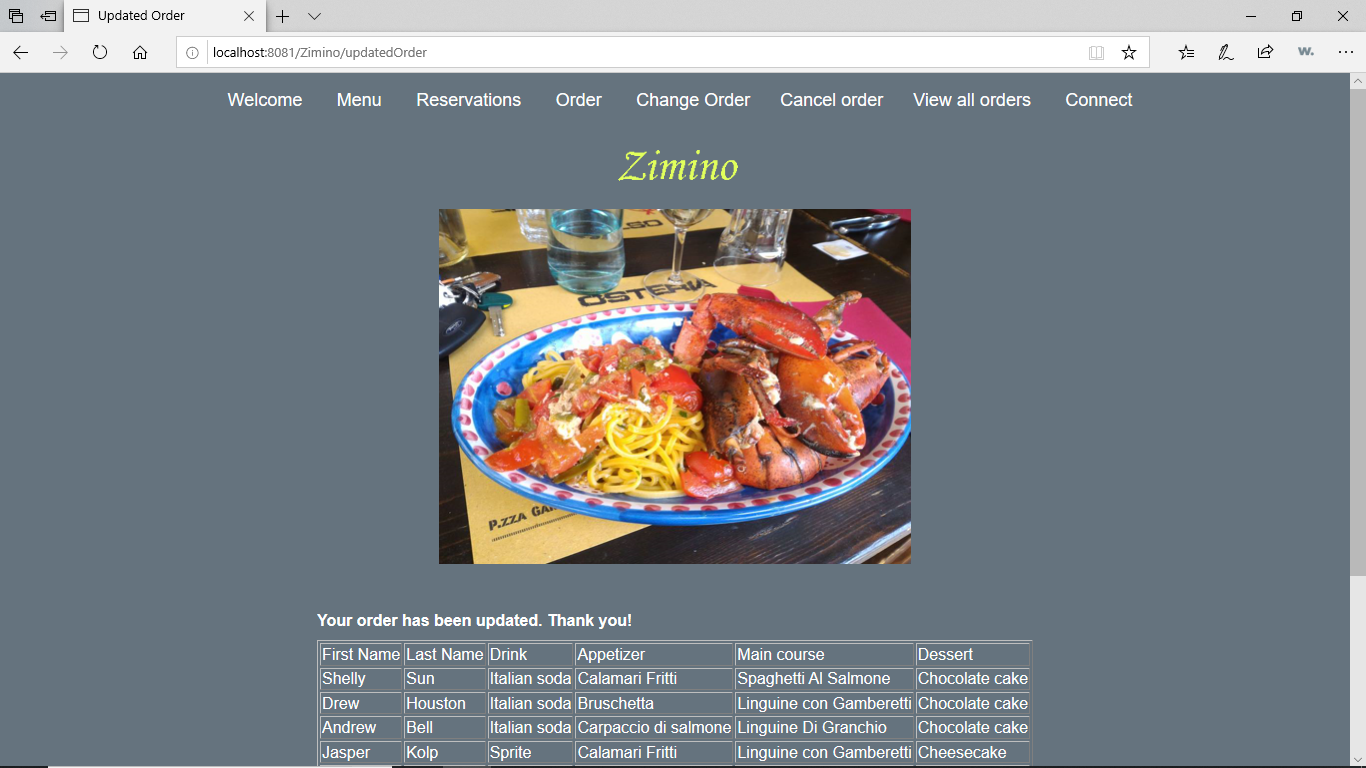 Updated Order
localhost:8081/Zimino/updatedOrder
w.
Welcome Menu Reservations Order Change Order Cancel order View all orders Connect
Zimino
OSTERIA
P.ZZA
Your order has been updated. Thank you!
First Name Last Name Drink Appetizer Main course Dessert
Shelly Sun Italian soda Calamari Fritti Spaghetti Al Salmone Chocolate cake
Drew Houston Italian soda Bruschetta Linguine con Gamberetti Chocolate cake
Andrew Bell Italian soda Carpaccio di salmone Linguine Di Granchio Chocolate cake
Jasper Kolp Sprite Calamari Fritti Linguine con Gamberetti Cheesecake